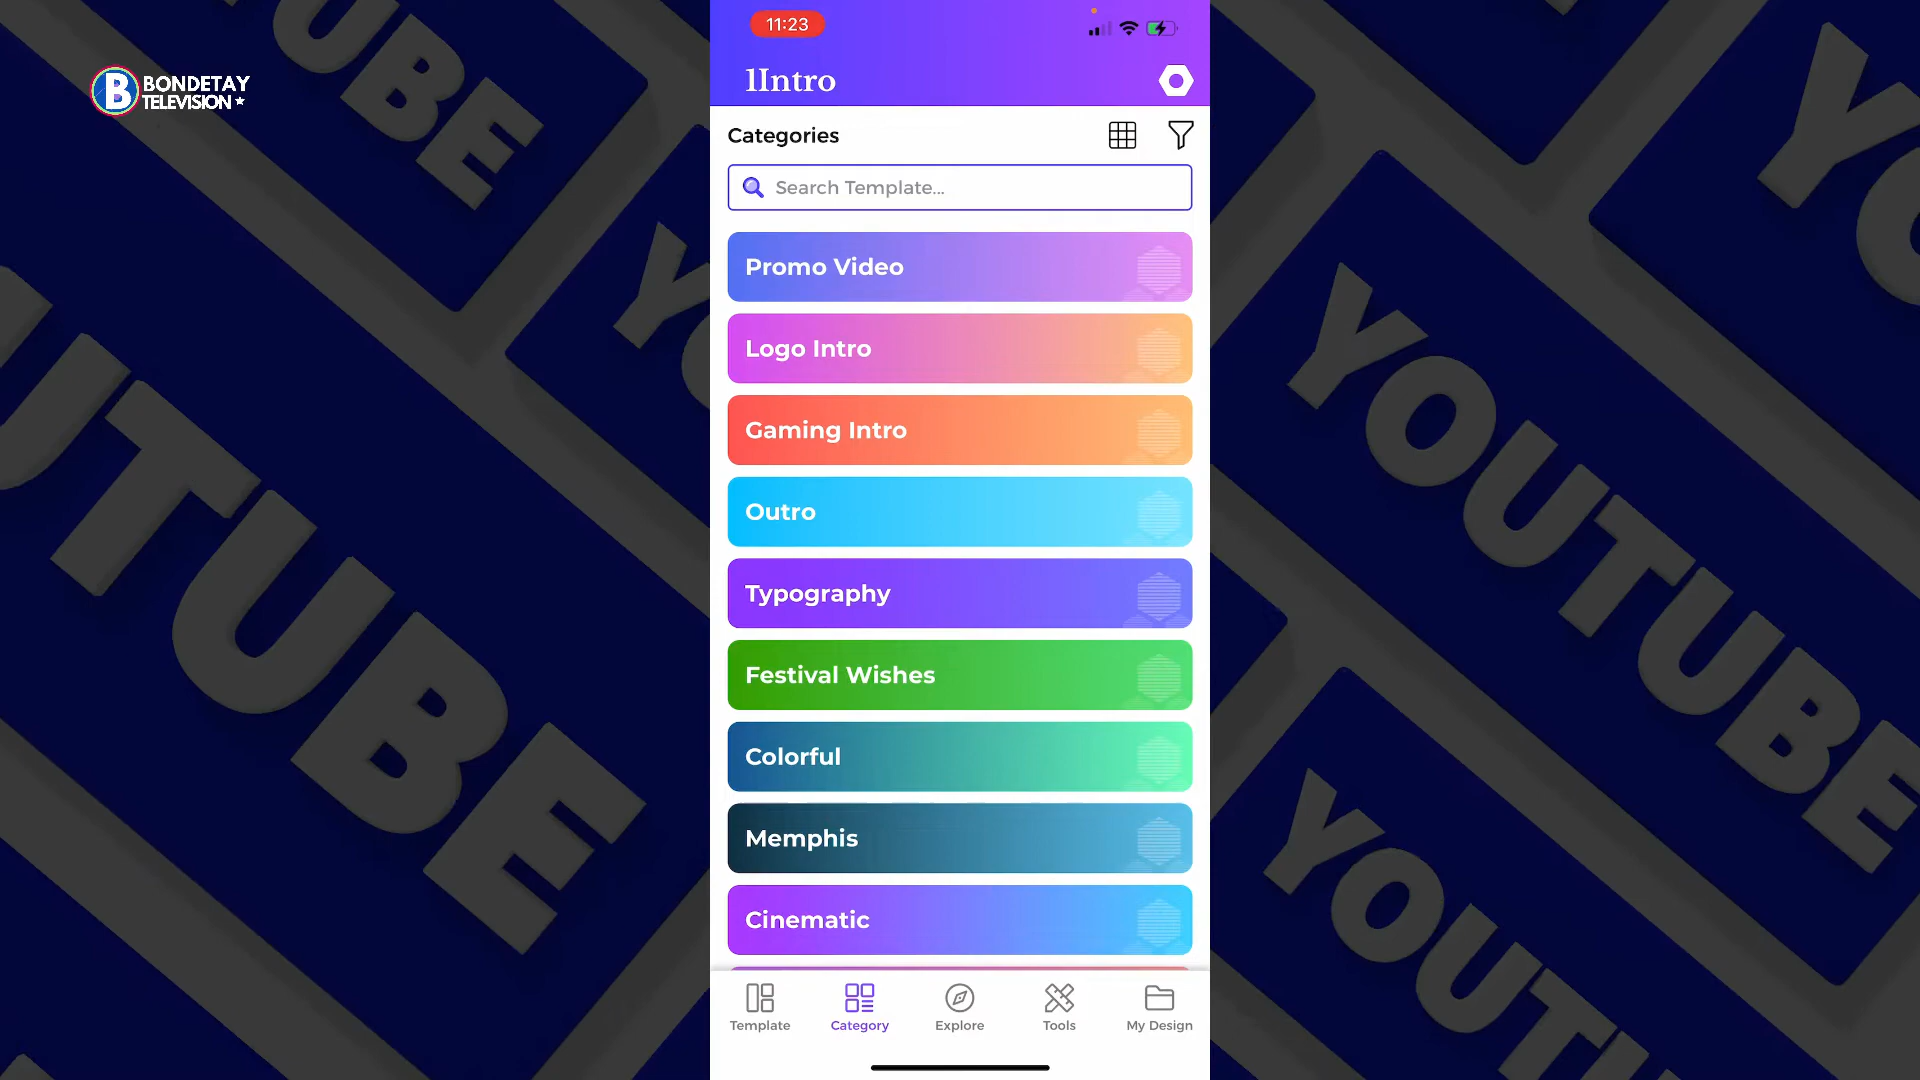 BONDETAY
TELEVISION
11:23
1Intro
Categories
Search Template...
Promo Video
Logo Intro
Gaming Intro
Outro
Typography
Festival Wishes
Colorful
Memphis
Cinematic
Template
Category
Explore
Tools
My Design
YOUTUBE
YOUTUBE
YOUTUBE